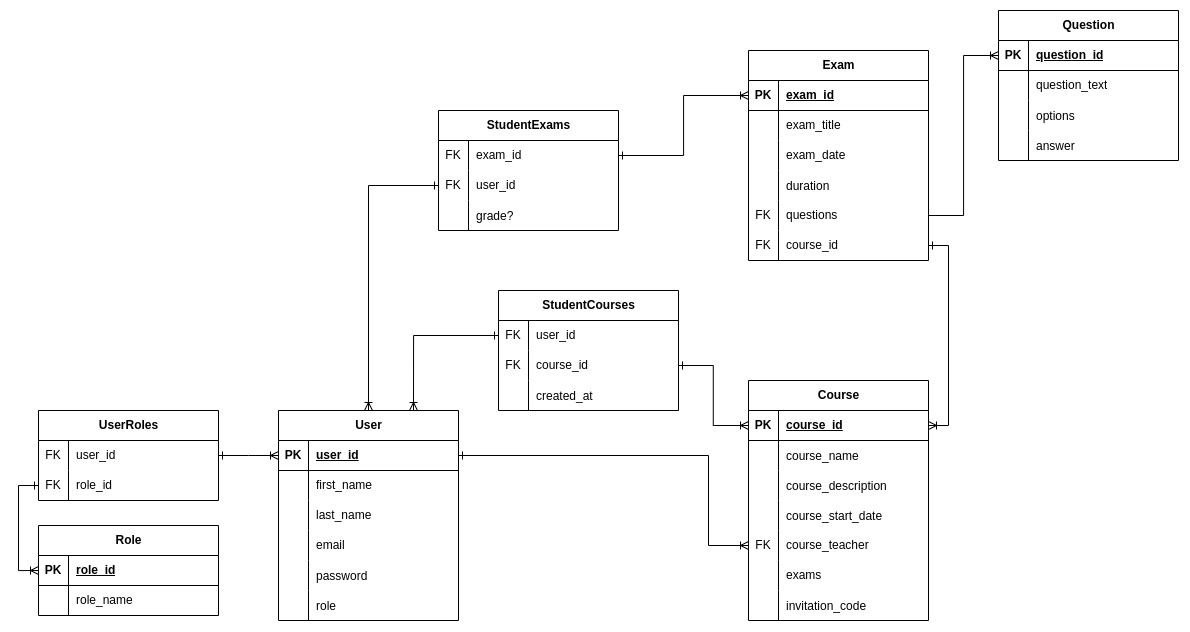 Question
PK question_id
question_text
options
answer
Exam
PK exam_id
exam_title
exam_date
duration
FK questions
FK course_id
StudentExams
FK exam_id
FK user_id
grade?
StudentCourses
FK user_id
FK course_id
created_at
UserRoles
FK user_id
FK role_id
Role
PK role_id
role_name
User
PK user_id
first_name
last_name
email
password
role
Course
PK course_id
course_name
course_description
course_start_date
FK course_teacher
exams
invitation_code